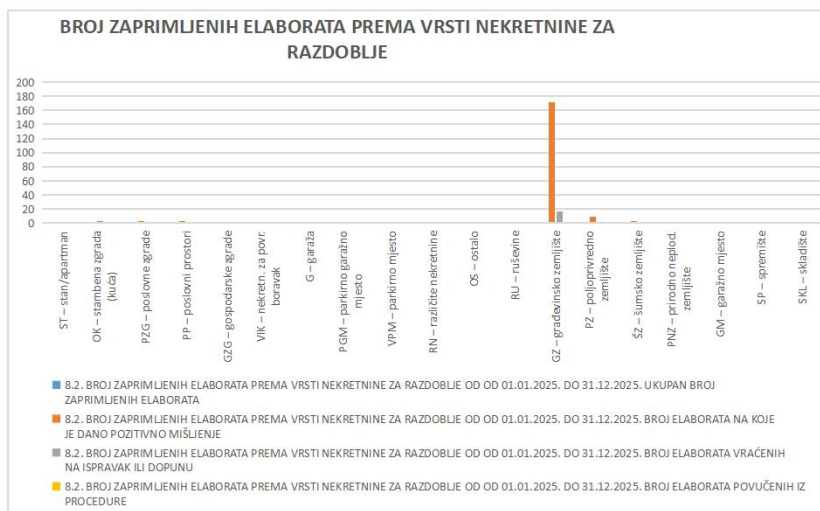 BROJ ZAPRIMLJENIH ELABORATA PREMA VRSTI NEKRETNINE ZA
RAZDOBLJE
200
180
160
140
120
100
80
60
40
20
0
ST – stan/apartman
OK – stambena zgrada
(kuća)
PZG – poslovne zgrade
PP – poslovni prostori
GZG – gospodarske zgrade
VIK – nekretn. za povr.
boravak
G – garaža
PGM – parkirno garažno
mjesto
VPM – parkirno mjesto
RN – različite nekretnine
OS – ostalo
RU – ruševine
GZ – građevinsko zemljište
PZ – poljoprivredno
zemljište
ŠZ – šumsko zemljište
PNZ – prirodno neplod.
zemljište
GM – garažno mjesto
SP – spremište
SKL – skladište
8.2. BROJ ZAPRIMLJENIH ELABORATA PREMA VRSTI NEKRETNINE ZA RAZDOBLJE OD OD 01.01.2025. DO 31.12.2025. UKUPAN BROJ
ZAPRIMLJENIH ELABORATA
8.2. BROJ ZAPRIMLJENIH ELABORATA PREMA VRSTI NEKRETNINE ZA RAZDOBLJE OD OD 01.01.2025. DO 31.12.2025. BROJ ELABORATA NA KOJE
JE DANO POZITIVNO MIŠLJENJE
8.2. BROJ ZAPRIMLJENIH ELABORATA PREMA VRSTI NEKRETNINE ZA RAZDOBLJE OD OD 01.01.2025. DO 31.12.2025. BROJ ELABORATA VRAĆENIH
NA ISPRAVAK ILI DOPUNU
8.2. BROJ ZAPRIMLJENIH ELABORATA PREMA VRSTI NEKRETNINE ZA RAZDOBLJE OD OD 01.01.2025. DO 31.12.2025. BROJ ELABORATA POVUČENIH IZ
PROCEDURE